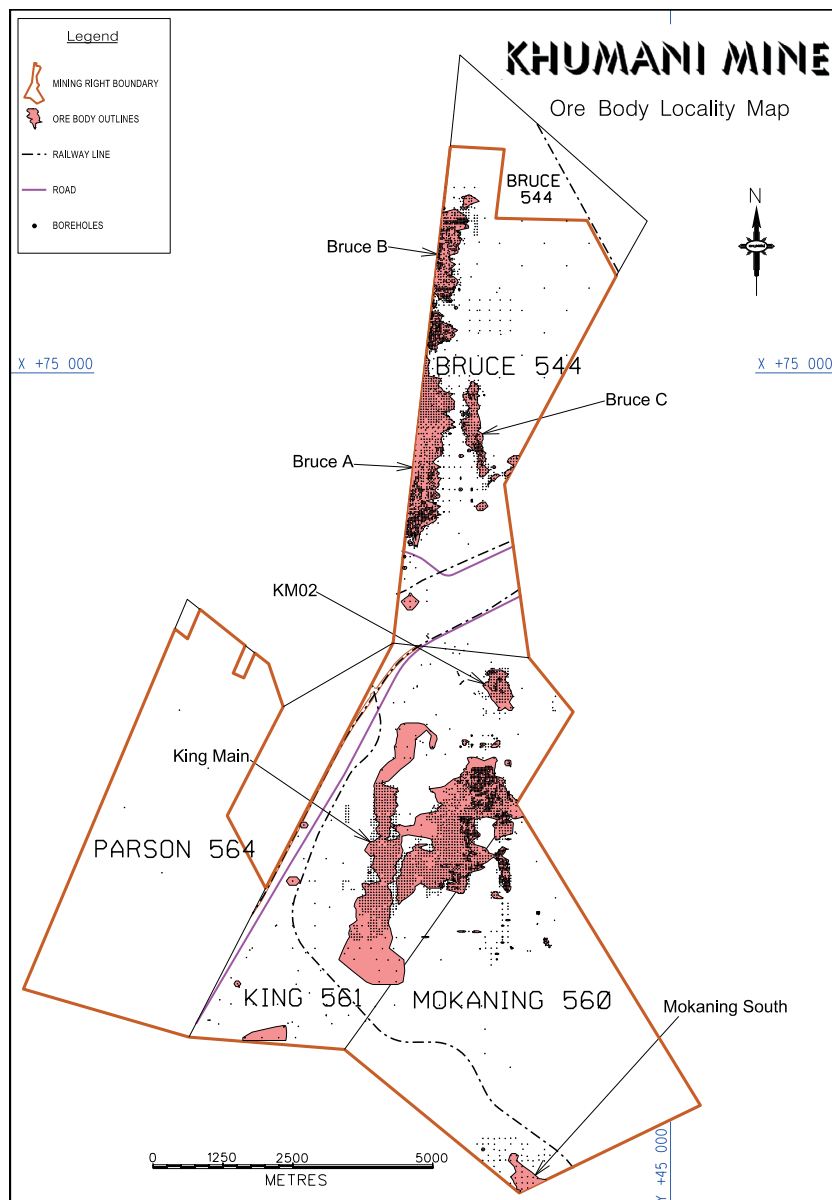 Legend
MINING RIGHT BOUNDARY
ORE BODY OUTLINES
RAILWAY LINE
ROAD
BOREHOLES
KHUMANI MINE
Ore Body Locality Map
N
BRUCE
544
Bruce B
X +75 000
X +75 000
BRUCE 544
Bruce C
Bruce A
KM02
King Main
PARSON 564
KING 561
MOKANING 560
Mokaning South
0 1250 2500 5000
METRES
Y +45 000